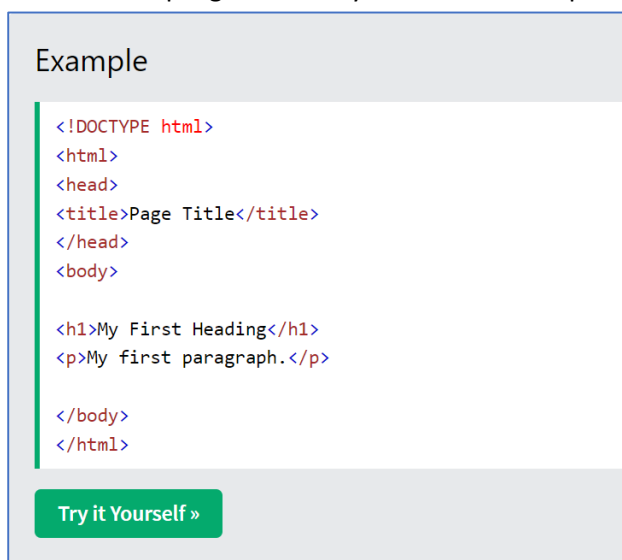 Example
<!DOCTYPE html>
<html>
<head>
<title>Page Title</title>
</head>
<body>
<h1>My First Heading</h1>
<p>My first paragraph.</p>
</body>
</html>
Try it Yourself »